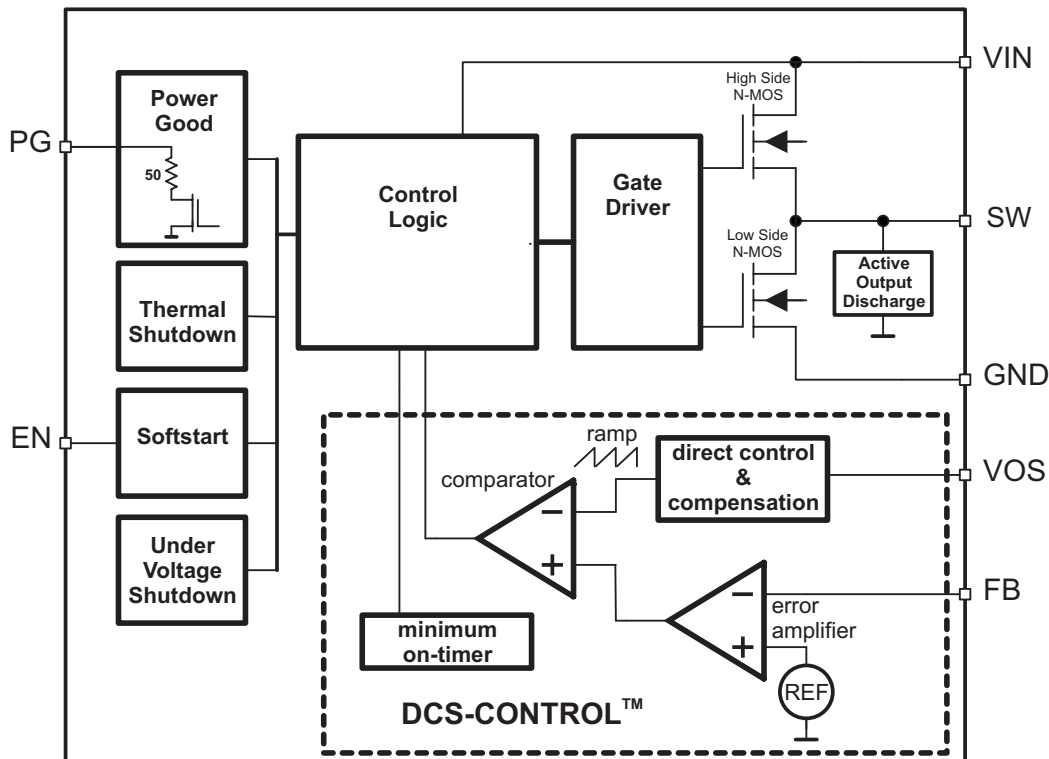 VIN
High Side
N-MOS
Power
Good
PG
50
Control
Logic
Gate
Driver
SW
Low Side
N-MOS
Active
Output
Discharge
Thermal
Shutdown
GND
EN
Softstart
ramp
comparator
direct control
&
compensation
VOS
−
+
Under
Voltage
Shutdown
FB
−
+
error
amplifier
minimum
on-timer
REF
DCS-CONTROL™